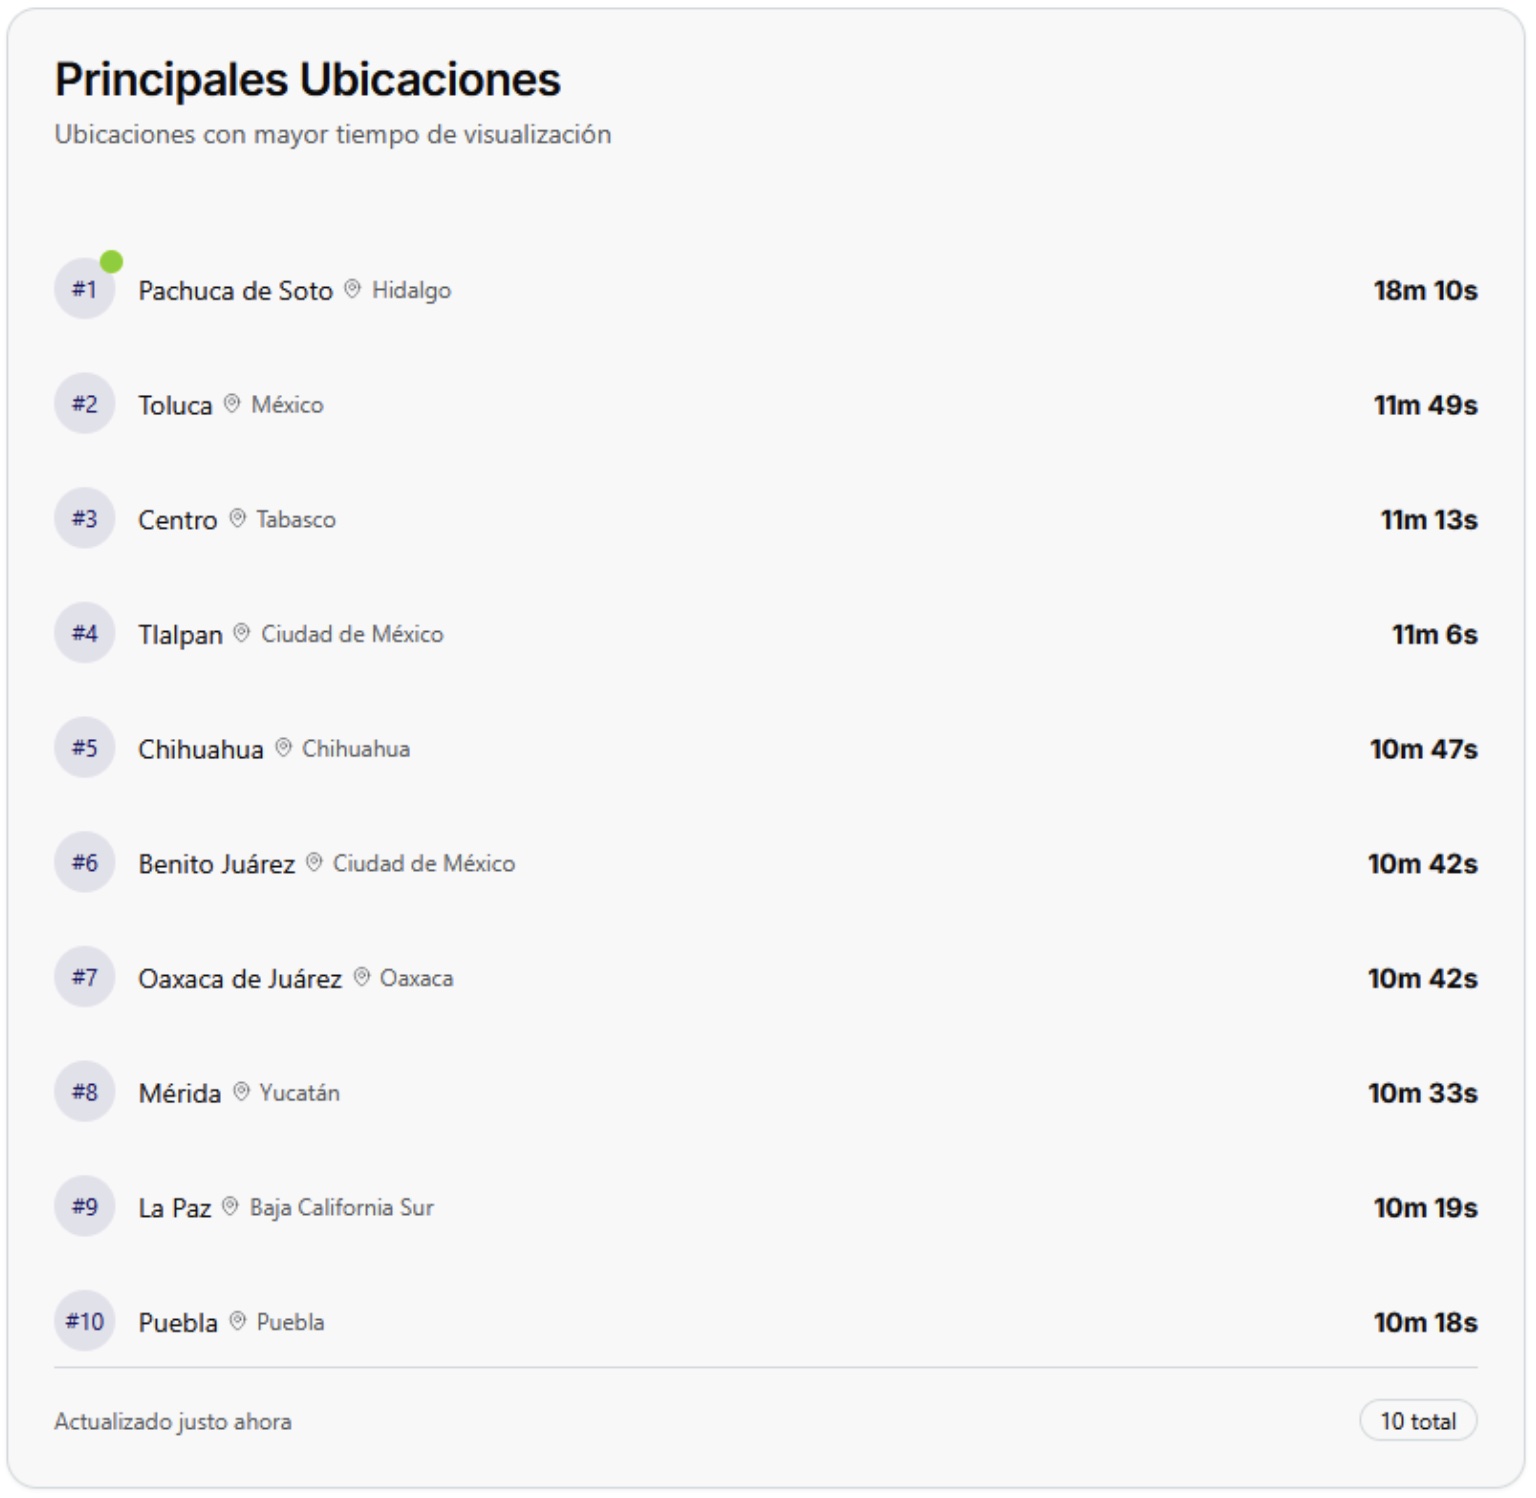 Principales Ubicaciones
Ubicaciones con mayor tiempo de visualización
#1 Pachuca de Soto Hidalgo 18m 10s
#2 Toluca México 11m 49s
#3 Centro Tabasco 11m 13s
#4 Tlalpan Ciudad de México 11m 6s
#5 Chihuahua Chihuahua 10m 47s
#6 Benito Juárez Ciudad de México 10m 42s
#7 Oaxaca de Juárez Oaxaca 10m 42s
#8 Mérida Yucatán 10m 33s
#9 La Paz Baja California Sur 10m 19s
#10 Puebla Puebla 10m 18s
Actualizado justo ahora 10 total